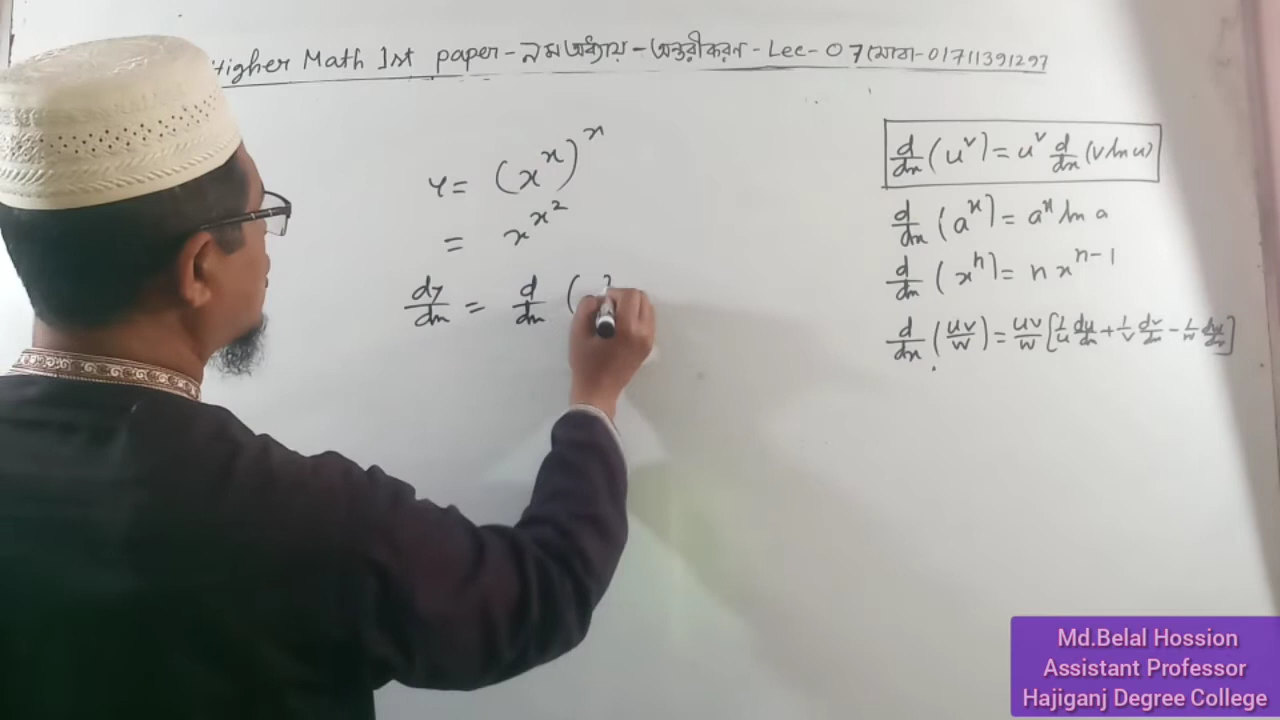 Higher Math 1st paper - নবম অধ্যায় - অন্তরীকরণ - Lec - 07 মোবা - 01711391297
y = (x^x)^x
= x^x^2
dy/dx = d/dx (
d/dx (u^v) = u^v d/dx (v ln u)
d/dx (a^x) = a^x ln a
d/dx (x^n) = n x^n-1
d/dx (uv/w) = uv/w [1/u du/dx + 1/v dv/dx - 1/w dw/dx]
Md.Belal Hossion
Assistant Professor
Hajiganj Degree College